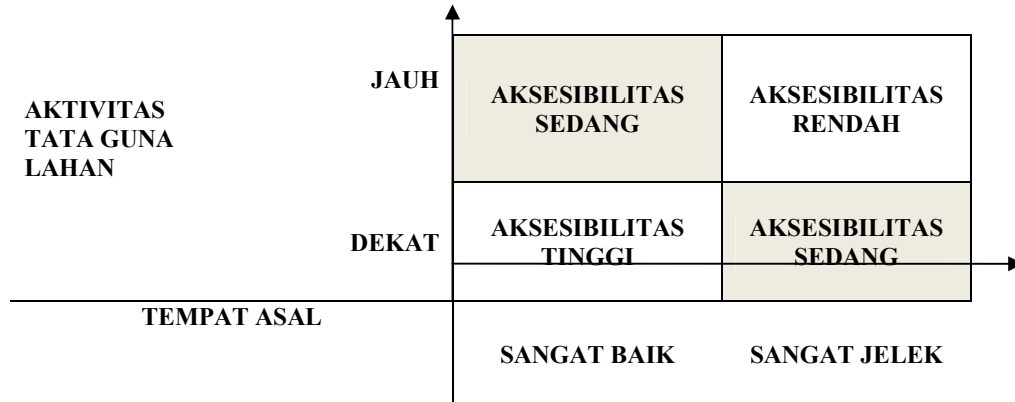 JAUH
AKSESIBILITAS
SEDANG
AKSESIBILITAS
RENDAH
AKTIVITAS
TATA GUNA
LAHAN
DEKAT
AKSESIBILITAS
TINGGI
AKSESIBILITAS
SEDANG
TEMPAT ASAL
SANGAT BAIK
SANGAT JELEK